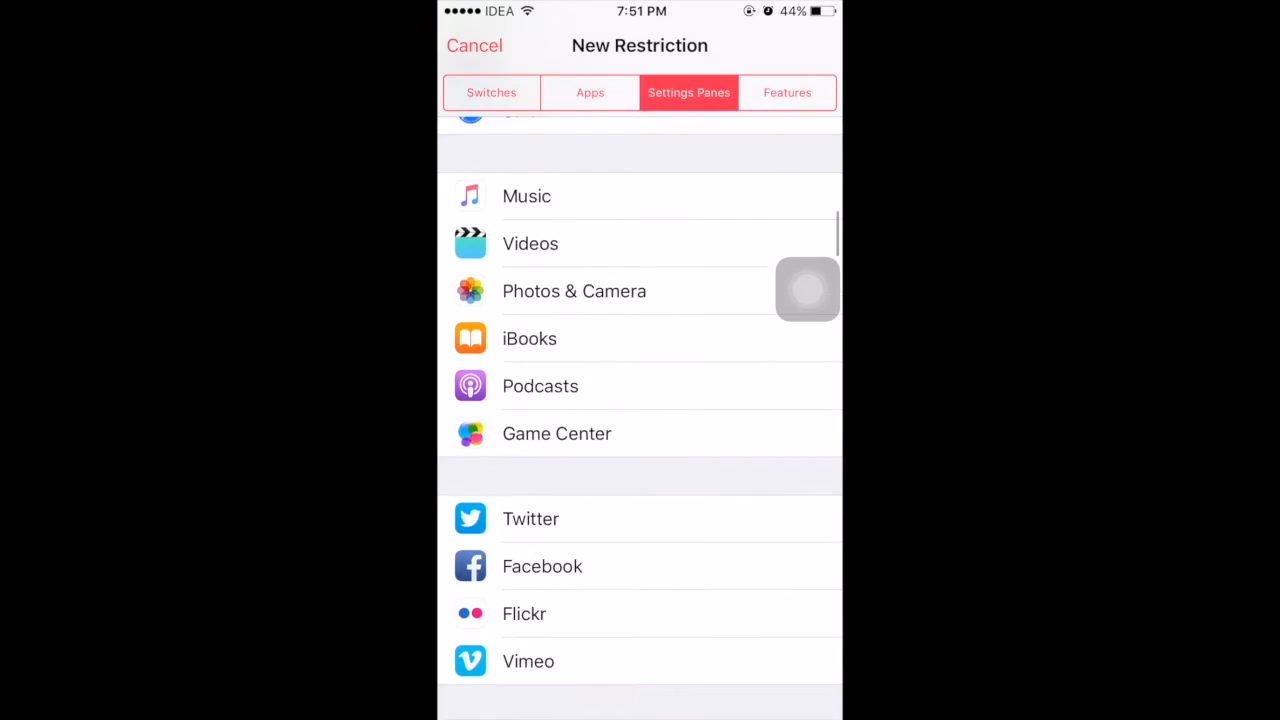 IDEA 7:51 PM 44%
Cancel New Restriction
Switches Apps Settings Panes Features
Music
Videos
Photos & Camera
iBooks
Podcasts
Game Center
Twitter
Facebook
Flickr
Vimeo